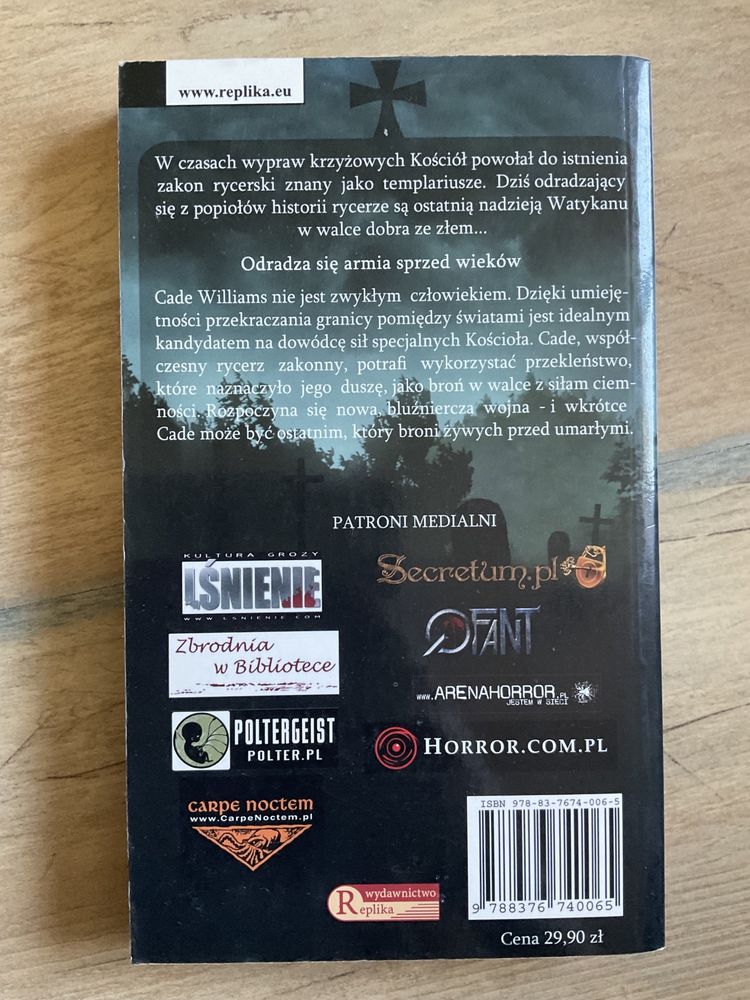 www.replika.eu
W czasach wypraw krzyżowych Kościół powołał do istnienia
zakon rycerski znany jako templariusze. Dziś odradzający
się z popiołów historii rycerze są ostatnią nadzieją Watykanu
w walce dobra ze złem...
Odradza się armia sprzed wieków
Cade Williams nie jest zwykłym człowiekiem. Dzięki umieję-
tności przekraczania granicy pomiędzy światami jest idealnym
kandydatem na dowódcę sił specjalnych Kościoła. Cade, współ-
czesny rycerz zakonny, potrafi wykorzystać przekleństwo,
które naznaczyło jego duszę, jako broń w walce z siłam ciem-
ności. Rozpoczyna się nowa, bluźniercza wojna - i wkrótce
Cade może być ostatnim, który broni żywych przed umarłymi.
PATRONI MEDIALNI
KULTURA GROZY
LŚNIENIE
WWW.LSNIENIE.COM
Secretum.pl
Zbrodnia
w Bibliotece
QFANT
www.ARENAHORROR.pl
JESTEM W SIECI
POLTERGEIST
POLTER.PL
HORROR.COM.PL
CARPE NOCTEM
www.CarpeNoctem.pl
ISBN 978-83-7674-006-5
9 788376 740065
wydawnictwo
Replika
Cena 29,90 zł